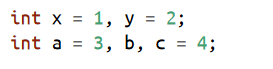 int x = 1, y = 2;
int a = 3, b, c = 4;